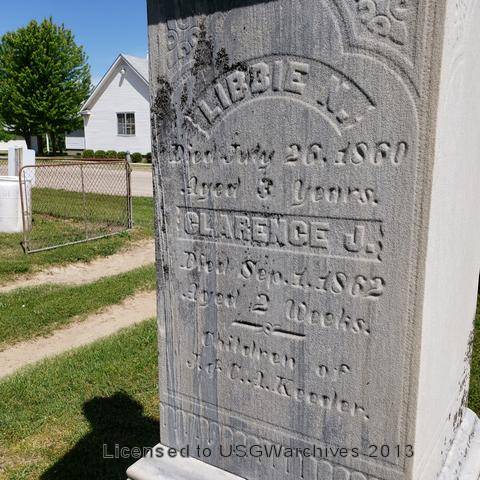 LIBBIE N.
Died July 26. 1860
Aged 3 Years.
CLARENCE J.
Died Sep. 1. 1862
Aged 2 Weeks.
Children of
J. & C. A. Keeler.
Licensed to USGWarchives 2013